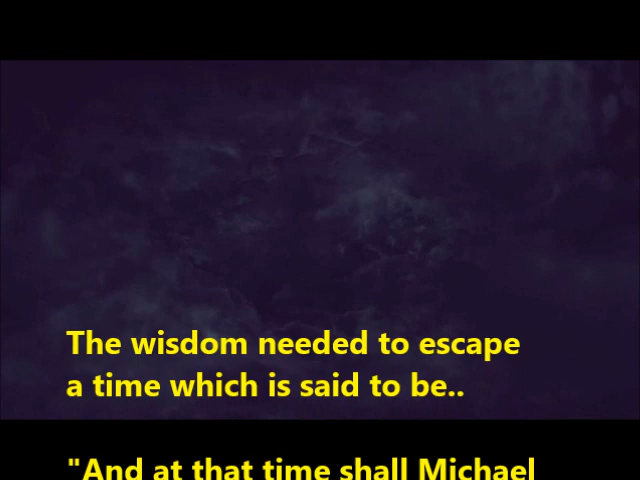 The wisdom needed to escape
a time which is said to be..
"And at that time shall Michael